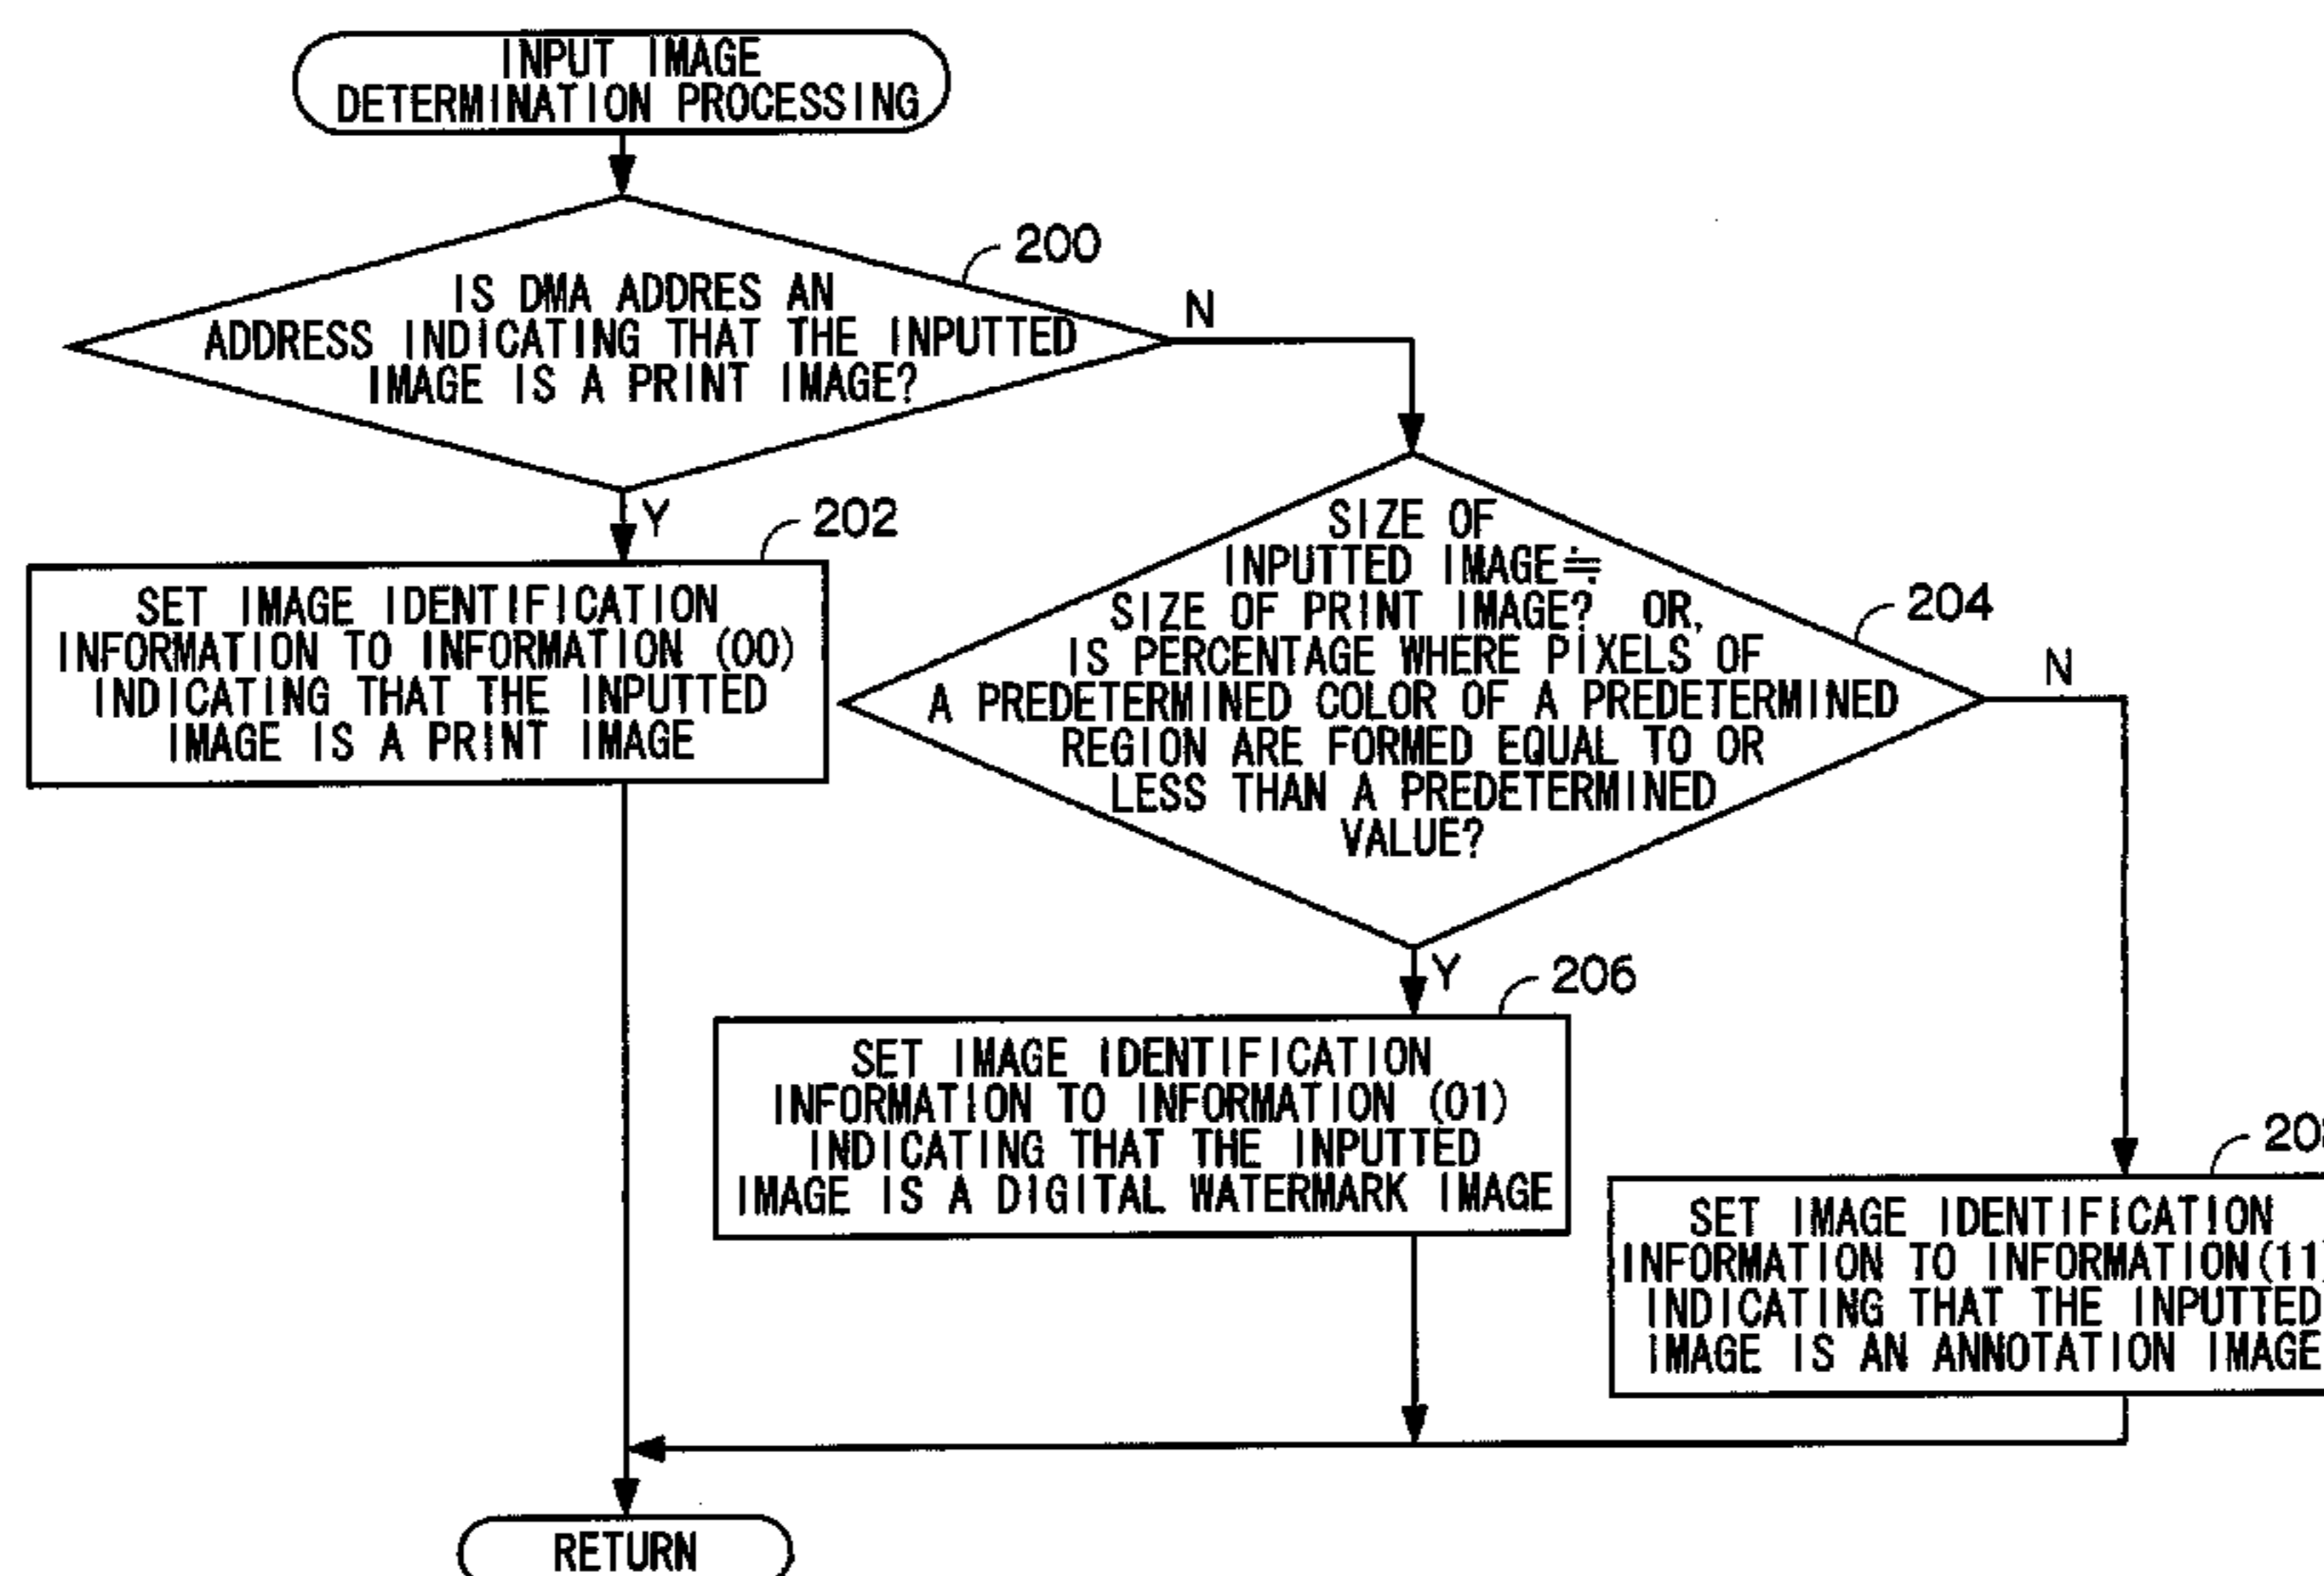 INPUT IMAGE
DETERMINATION PROCESSING
200
IS DMA ADDRES AN
ADDRESS INDICATING THAT THE INPUTTED
IMAGE IS A PRINT IMAGE?
N
Y
202
SET IMAGE IDENTIFICATION
INFORMATION TO INFORMATION (00)
INDICATING THAT THE INPUTTED
IMAGE IS A PRINT IMAGE
204
SIZE OF
INPUTTED IMAGE≒
SIZE OF PRINT IMAGE? OR,
IS PERCENTAGE WHERE PIXELS OF
A PREDETERMINED COLOR OF A PREDETERMINED
REGION ARE FORMED EQUAL TO OR
LESS THAN A PREDETERMINED
VALUE?
N
Y
206
SET IMAGE IDENTIFICATION
INFORMATION TO INFORMATION (01)
INDICATING THAT THE INPUTTED
IMAGE IS A DIGITAL WATERMARK IMAGE
SET IMAGE IDENTIFICATION
INFORMATION TO INFORMATION(11)
INDICATING THAT THE INPUTTED
IMAGE IS AN ANNOTATION IMAGE
RETURN